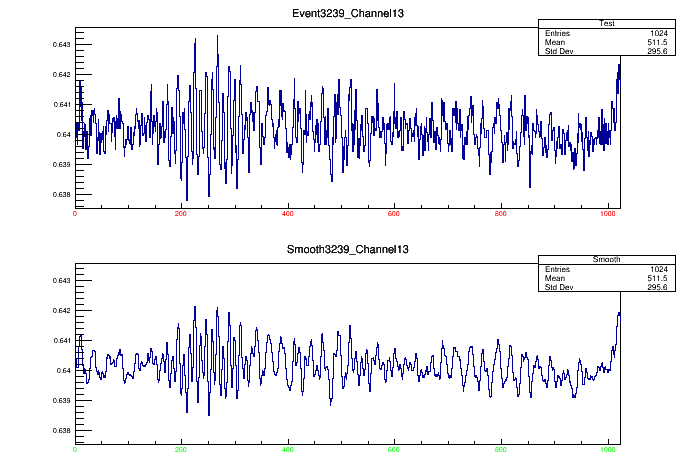 Event3239_Channel13
Test
Entries 1024
Mean 511.5
Std Dev 295.6
0.643
0.642
0.641
0.64
0.639
0.638
0 200 400 600 800 1000
Smooth3239_Channel13
Smooth
Entries 1024
Mean 511.5
Std Dev 295.6
0.643
0.642
0.641
0.64
0.639
0.638
0 200 400 600 800 1000